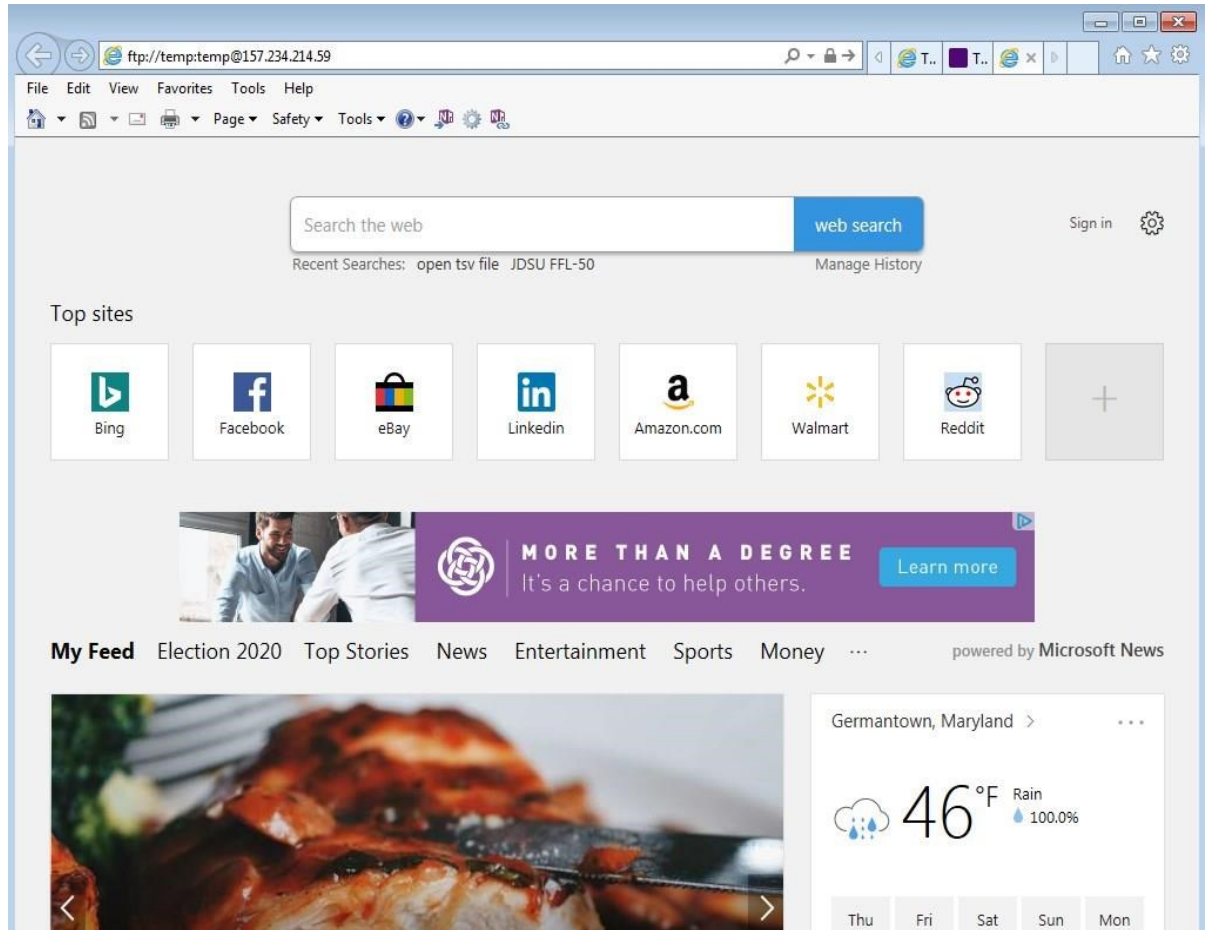 ftp://temp:temp@157.234.214.59
T.. T..
File Edit View Favorites Tools Help
Page Safety Tools
Search the web web search Sign in
Recent Searches: open tsv file JDSU FFL-50 Manage History
Top sites
Bing Facebook eBay Linkedin Amazon.com Walmart Reddit
MORE THAN A DEGREE
It's a chance to help others.
Learn more
My Feed Election 2020 Top Stories News Entertainment Sports Money ... powered by Microsoft News
Germantown, Maryland
46°F Rain
100.0%
Thu Fri Sat Sun Mon